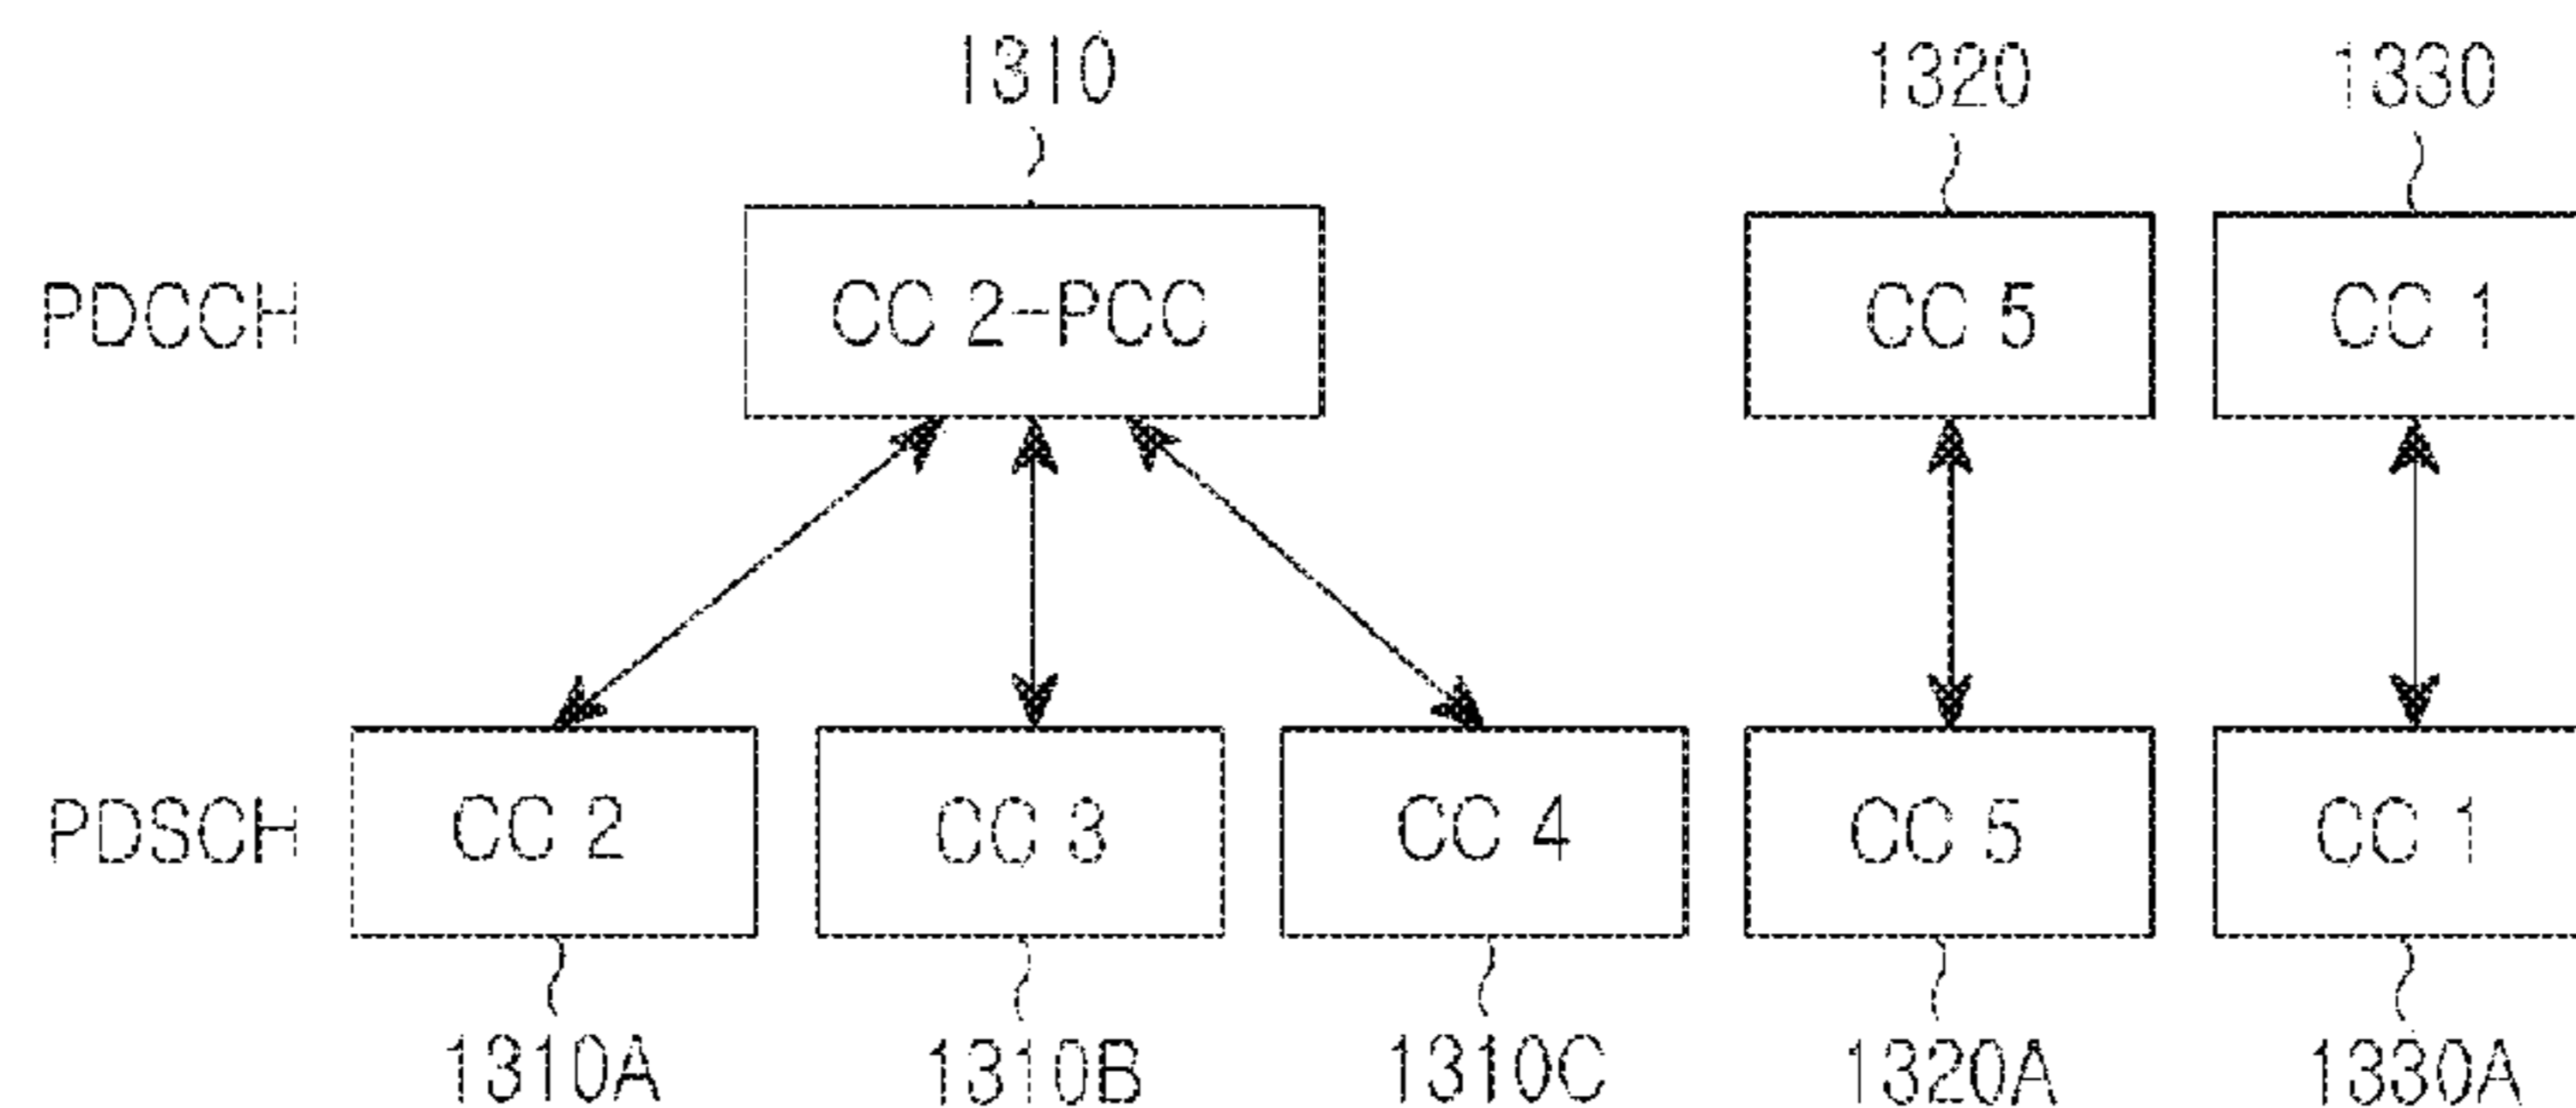 1310 1320 1330
PDCCH CC 2-PCC CC 5 CC 1
PDSCH CC 2 CC 3 CC 4 CC 5 CC 1
1310A 1310B 1310C 1320A 1330A